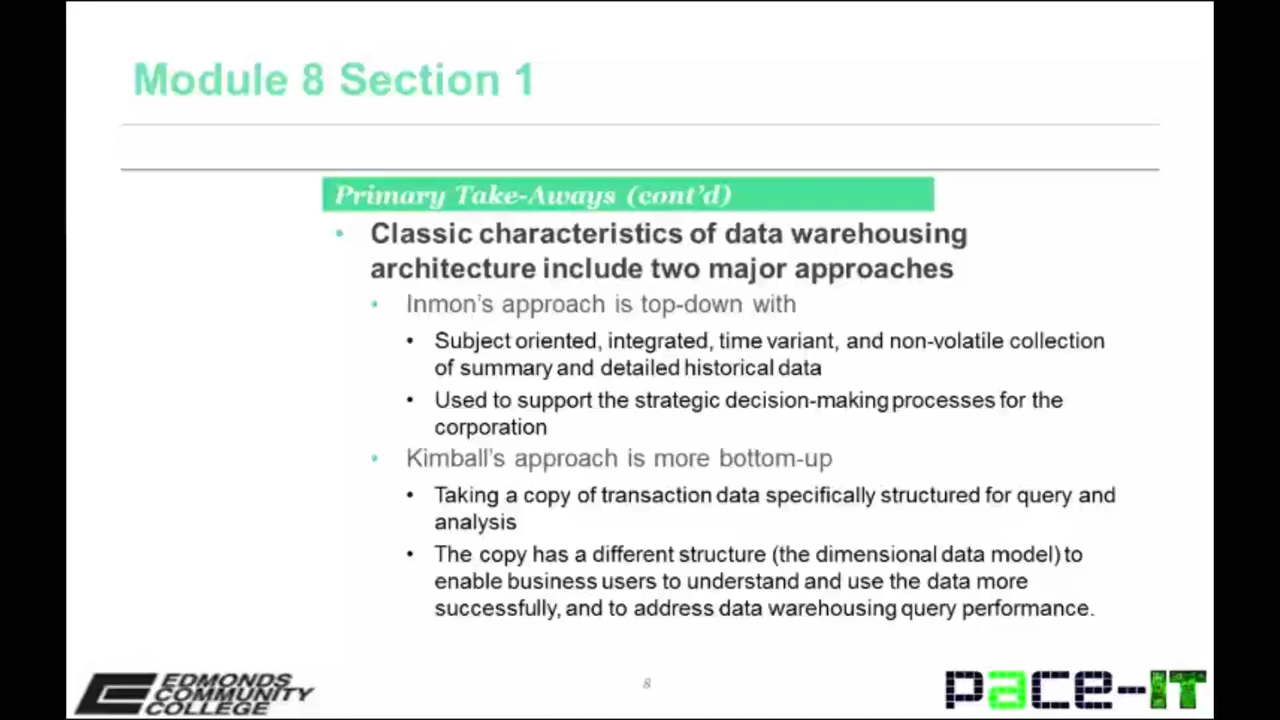 Module 8 Section 1
Primary Take-Aways (cont'd)
• Classic characteristics of data warehousing
architecture include two major approaches
• Inmon's approach is top-down with
• Subject oriented, integrated, time variant, and non-volatile collection
of summary and detailed historical data
• Used to support the strategic decision-making processes for the
corporation
• Kimball's approach is more bottom-up
• Taking a copy of transaction data specifically structured for query and
analysis
• The copy has a different structure (the dimensional data model) to
enable business users to understand and use the data more
successfully, and to address data warehousing query performance.
EDMONDS
COMMUNITY
COLLEGE
8
pace-IT